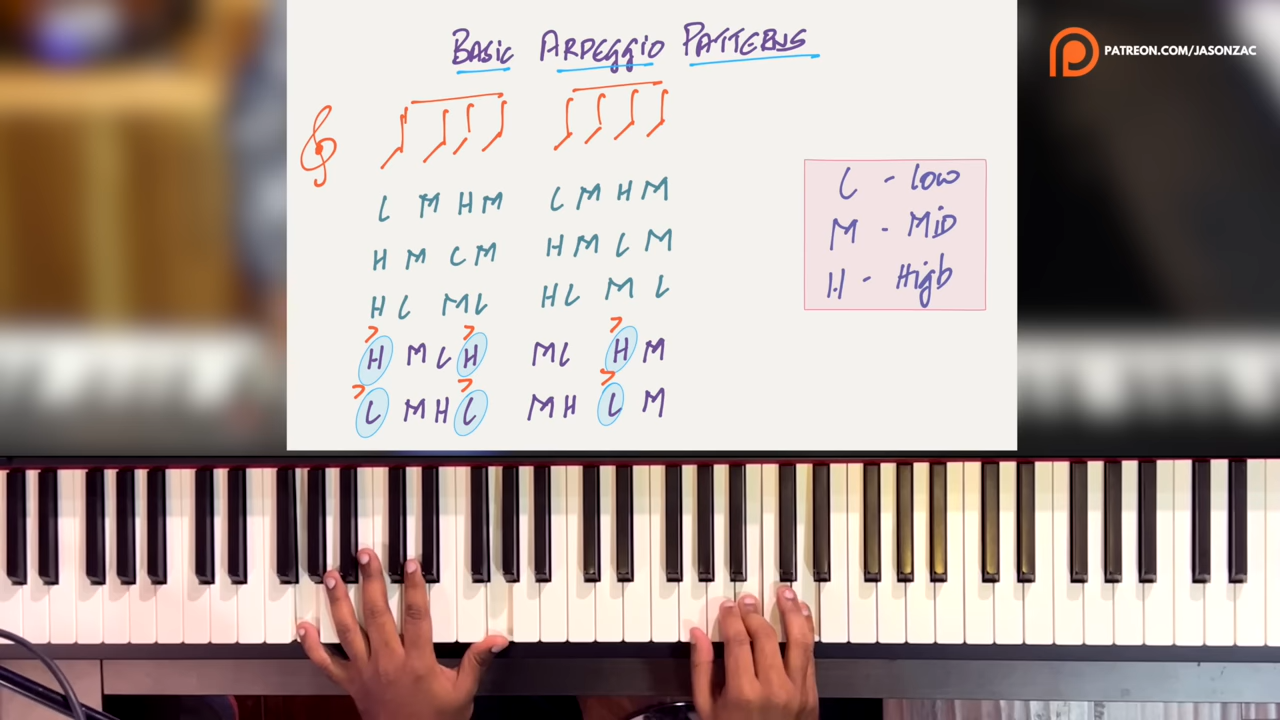 Basic Arpeggio Patterns
PATREON.COM/JASONZAC
L M H M L M H M
H M L M H M L M
H L M L H L M L
H M L H M L H M
L M H L M H L M
L - Low
M - Mid
H - High